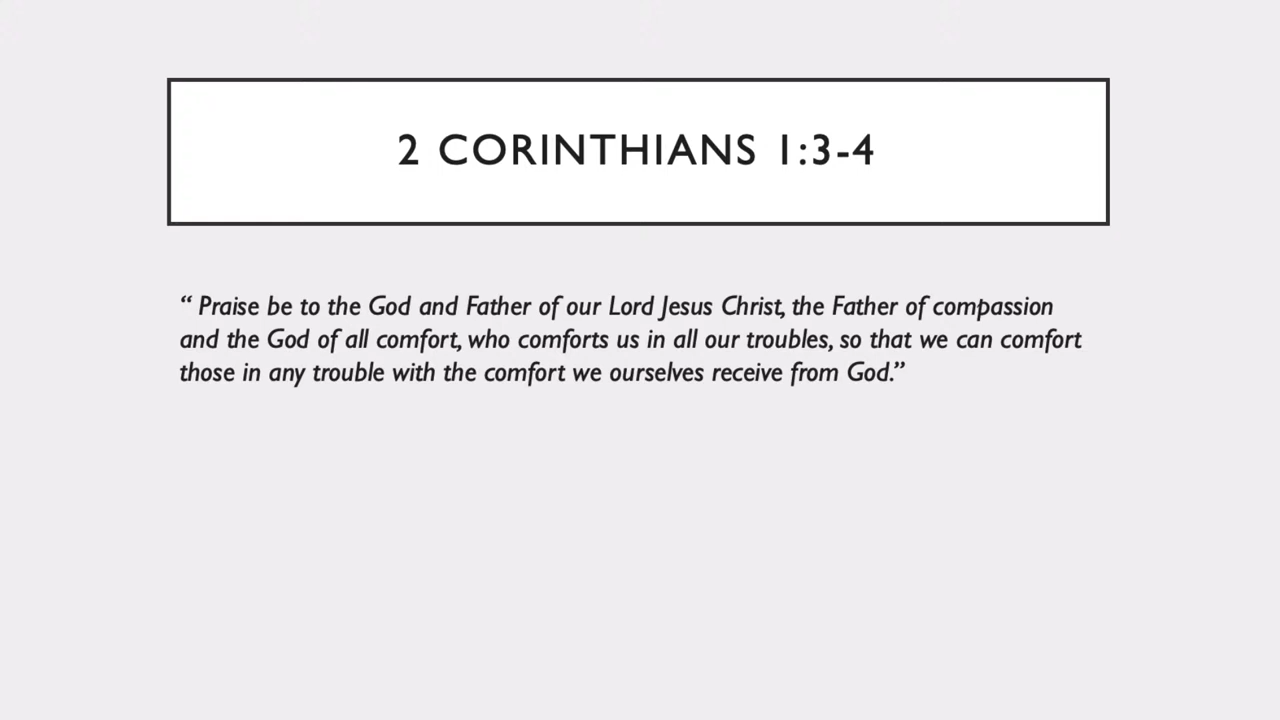 2 CORINTHIANS 1:3-4
“ Praise be to the God and Father of our Lord Jesus Christ, the Father of compassion
and the God of all comfort, who comforts us in all our troubles, so that we can comfort
those in any trouble with the comfort we ourselves receive from God.”